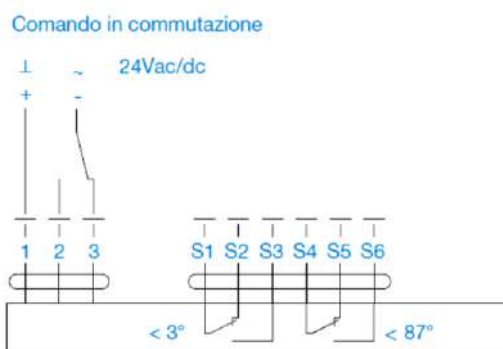 Comando in commutazione
⊥ ~ 24Vac/dc
+ -
1 2 3 S1 S2 S3 S4 S5 S6
< 3° < 87°